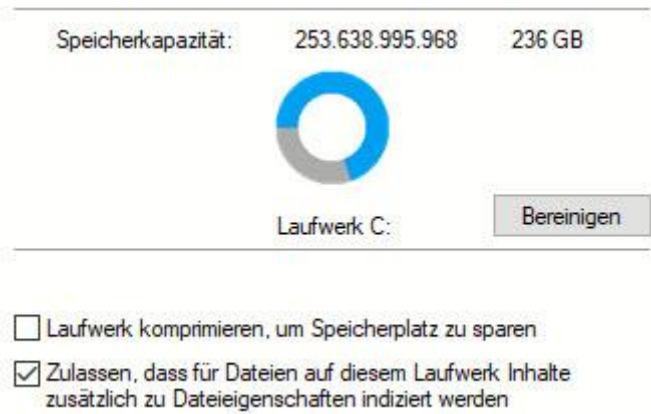 Speicherkapazität: 253.638.995.968 236 GB
Laufwerk C:
Bereinigen
Laufwerk komprimieren, um Speicherplatz zu sparen
Zulassen, dass für Dateien auf diesem Laufwerk Inhalte
zusätzlich zu Dateieigenschaften indiziert werden